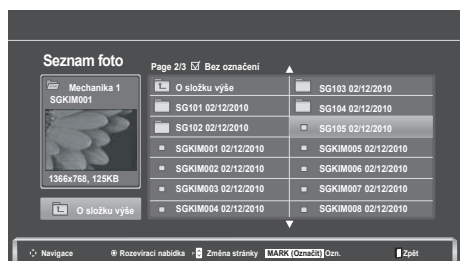 Seznam foto
Page 2/3 ☑ Bez označení
Mechanika 1
SGKIM001
1366x768, 125KB
O složku výše
O složku výše
SG101 02/12/2010
SG102 02/12/2010
SGKIM001 02/12/2010
SGKIM002 02/12/2010
SGKIM003 02/12/2010
SGKIM004 02/12/2010
SG103 02/12/2010
SG104 02/12/2010
SG105 02/12/2010
SGKIM005 02/12/2010
SGKIM006 02/12/2010
SGKIM007 02/12/2010
SGKIM008 02/12/2010
Navigace Rozevírací nabídka Změna stránky MARK (Označit) Ozn. Zpět